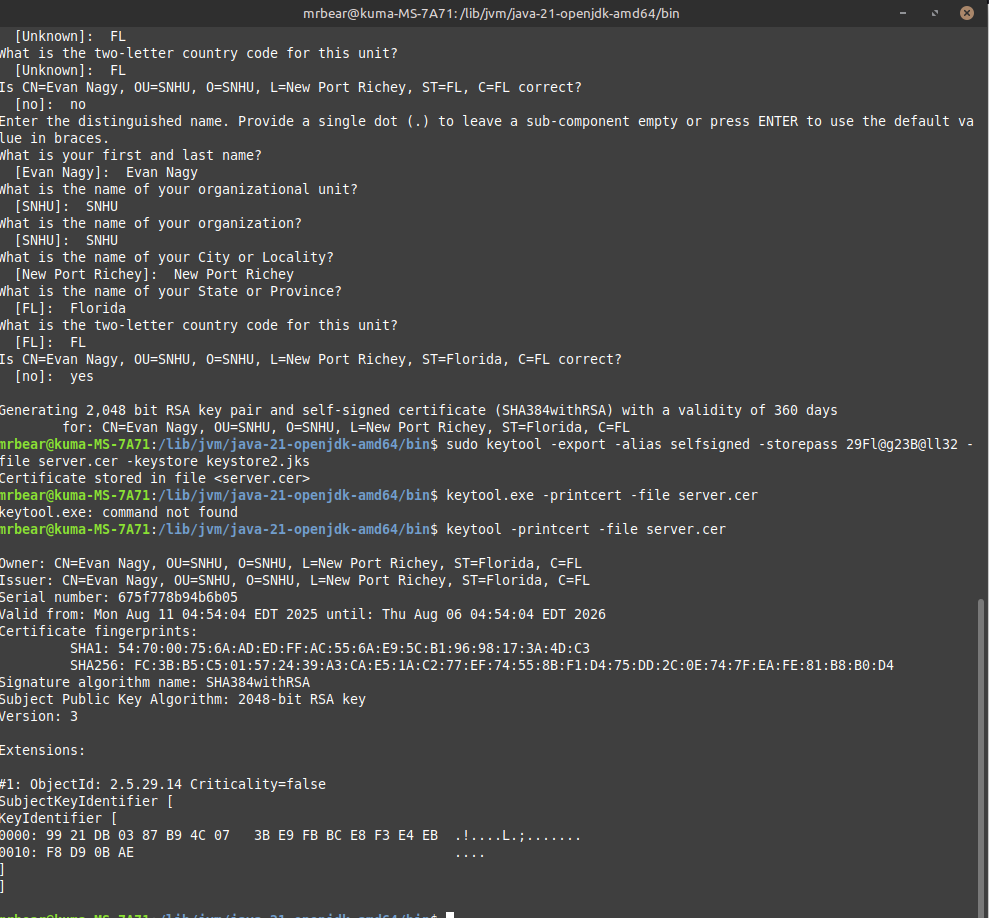 mrbear@kuma-MS-7A71: /lib/jvm/java-21-openjdk-amd64/bin
[Unknown]:  FL
What is the two-letter country code for this unit?
[Unknown]:  FL
Is CN=Evan Nagy, OU=SNHU, O=SNHU, L=New Port Richey, ST=FL, C=FL correct?
[no]:  no
Enter the distinguished name. Provide a single dot (.) to leave a sub-component empty or press ENTER to use the default va
lue in braces.
What is your first and last name?
[Evan Nagy]:  Evan Nagy
What is the name of your organizational unit?
[SNHU]:  SNHU
What is the name of your organization?
[SNHU]:  SNHU
What is the name of your City or Locality?
[New Port Richey]:  New Port Richey
What is the name of your State or Province?
[FL]:  Florida
What is the two-letter country code for this unit?
[FL]:  FL
Is CN=Evan Nagy, OU=SNHU, O=SNHU, L=New Port Richey, ST=Florida, C=FL correct?
[no]:  yes
Generating 2,048 bit RSA key pair and self-signed certificate (SHA384withRSA) with a validity of 360 days
for: CN=Evan Nagy, OU=SNHU, O=SNHU, L=New Port Richey, ST=Florida, C=FL
mrbear@kuma-MS-7A71:/lib/jvm/java-21-openjdk-amd64/bin$ sudo keytool -export -alias selfsigned -storepass 29Fl@g23B@ll32 -
file server.cer -keystore keystore2.jks
Certificate stored in file <server.cer>
mrbear@kuma-MS-7A71:/lib/jvm/java-21-openjdk-amd64/bin$ keytool.exe -printcert -file server.cer
keytool.exe: command not found
mrbear@kuma-MS-7A71:/lib/jvm/java-21-openjdk-amd64/bin$ keytool -printcert -file server.cer
Owner: CN=Evan Nagy, OU=SNHU, O=SNHU, L=New Port Richey, ST=Florida, C=FL
Issuer: CN=Evan Nagy, OU=SNHU, O=SNHU, L=New Port Richey, ST=Florida, C=FL
Serial number: 675f778b94b6b05
Valid from: Mon Aug 11 04:54:04 EDT 2025 until: Thu Aug 06 04:54:04 EDT 2026
Certificate fingerprints:
SHA1: 54:70:00:75:6A:AD:ED:FF:AC:55:6A:E9:5C:B1:96:98:17:3A:4D:C3
SHA256: FC:3B:B5:C5:01:57:24:39:A3:CA:E5:1A:C2:77:EF:74:55:8B:F1:D4:75:DD:2C:0E:74:7F:EA:FE:81:B8:B0:D4
Signature algorithm name: SHA384withRSA
Subject Public Key Algorithm: 2048-bit RSA key
Version: 3
Extensions:
#1: ObjectId: 2.5.29.14 Criticality=false
SubjectKeyIdentifier [
KeyIdentifier [
0000: 99 21 DB 03 87 B9 4C 07   3B E9 FB BC E8 F3 E4 EB  .!....L.;.......
0010: F8 D9 0B AE                                        ....
]
]
mrbear@kuma-MS-7A71:/lib/jvm/java-21-openjdk-amd64/bin$